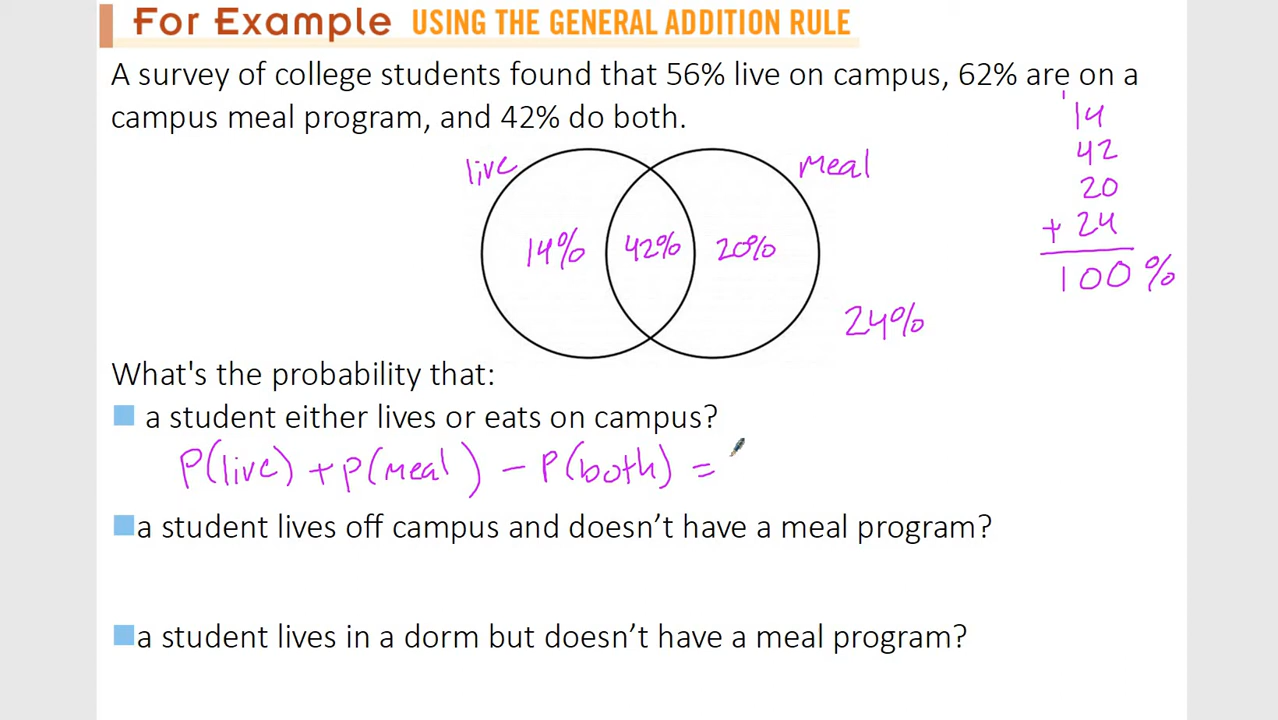 For Example USING THE GENERAL ADDITION RULE
A survey of college students found that 56% live on campus, 62% are on a
campus meal program, and 42% do both.
live
meal
14%
42%
20%
24%
1
14
42
20
+ 24
100%
What's the probability that:
a student either lives or eats on campus?
P(live) + P(meal) - P(both) =
a student lives off campus and doesn’t have a meal program?
a student lives in a dorm but doesn’t have a meal program?